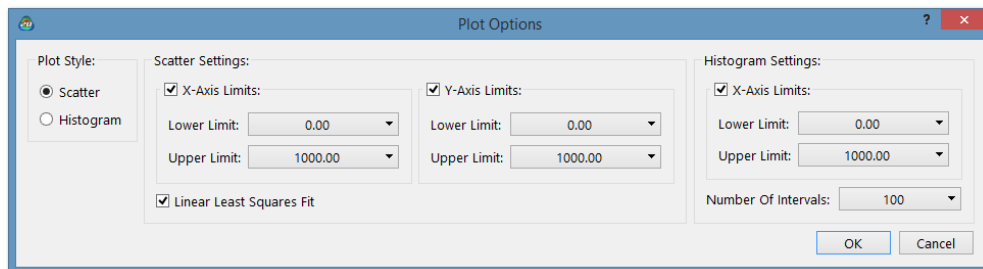 Plot Options
?
Plot Style:
Scatter
Histogram
Scatter Settings:
X-Axis Limits:
Lower Limit: 0.00
Upper Limit: 1000.00
Y-Axis Limits:
Lower Limit: 0.00
Upper Limit: 1000.00
Linear Least Squares Fit
Histogram Settings:
X-Axis Limits:
Lower Limit: 0.00
Upper Limit: 1000.00
Number Of Intervals: 100
OK Cancel